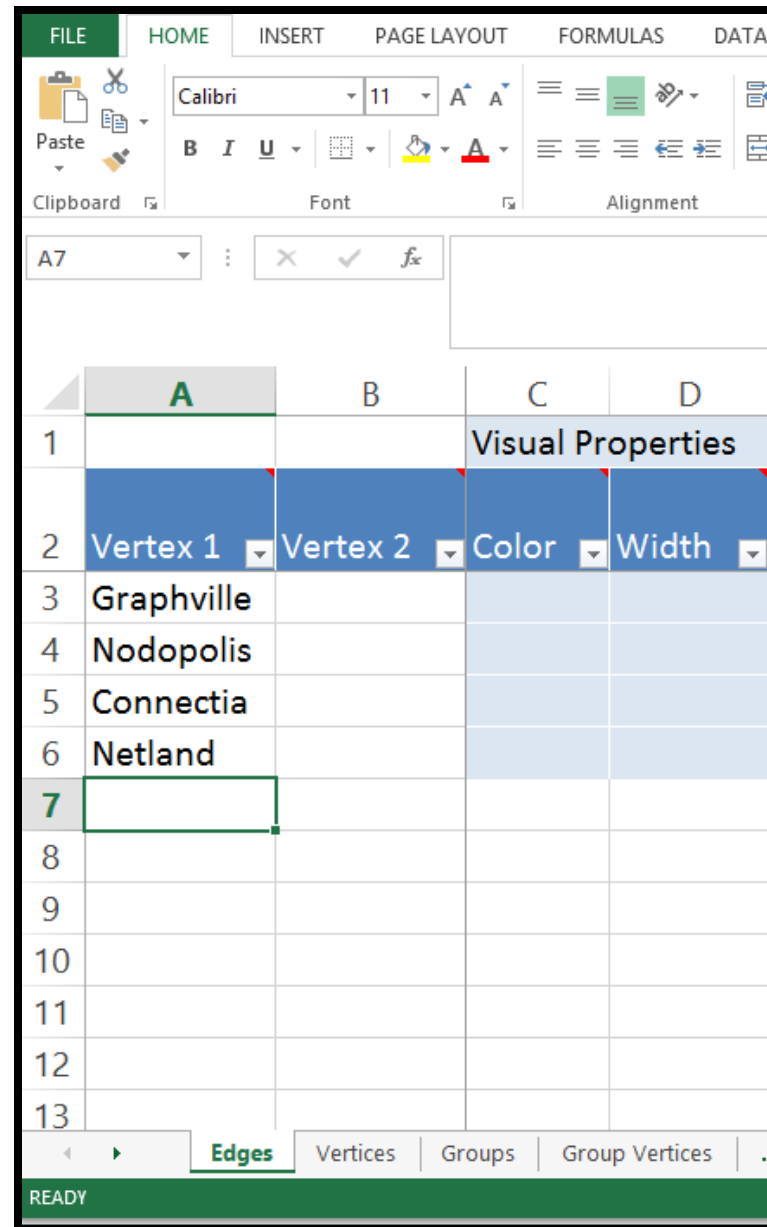 FILE HOME INSERT PAGE LAYOUT FORMULAS DATA
Calibri 11 A A
Paste B I U A
Clipboard Font Alignment
A7 fx
A B C D
1 Visual Properties
2 Vertex 1 Vertex 2 Color Width
3 Graphville
4 Nodopolis
5 Connectia
6 Netland
7
8
9
10
11
12
13
Edges Vertices Groups Group Vertices ...
READY